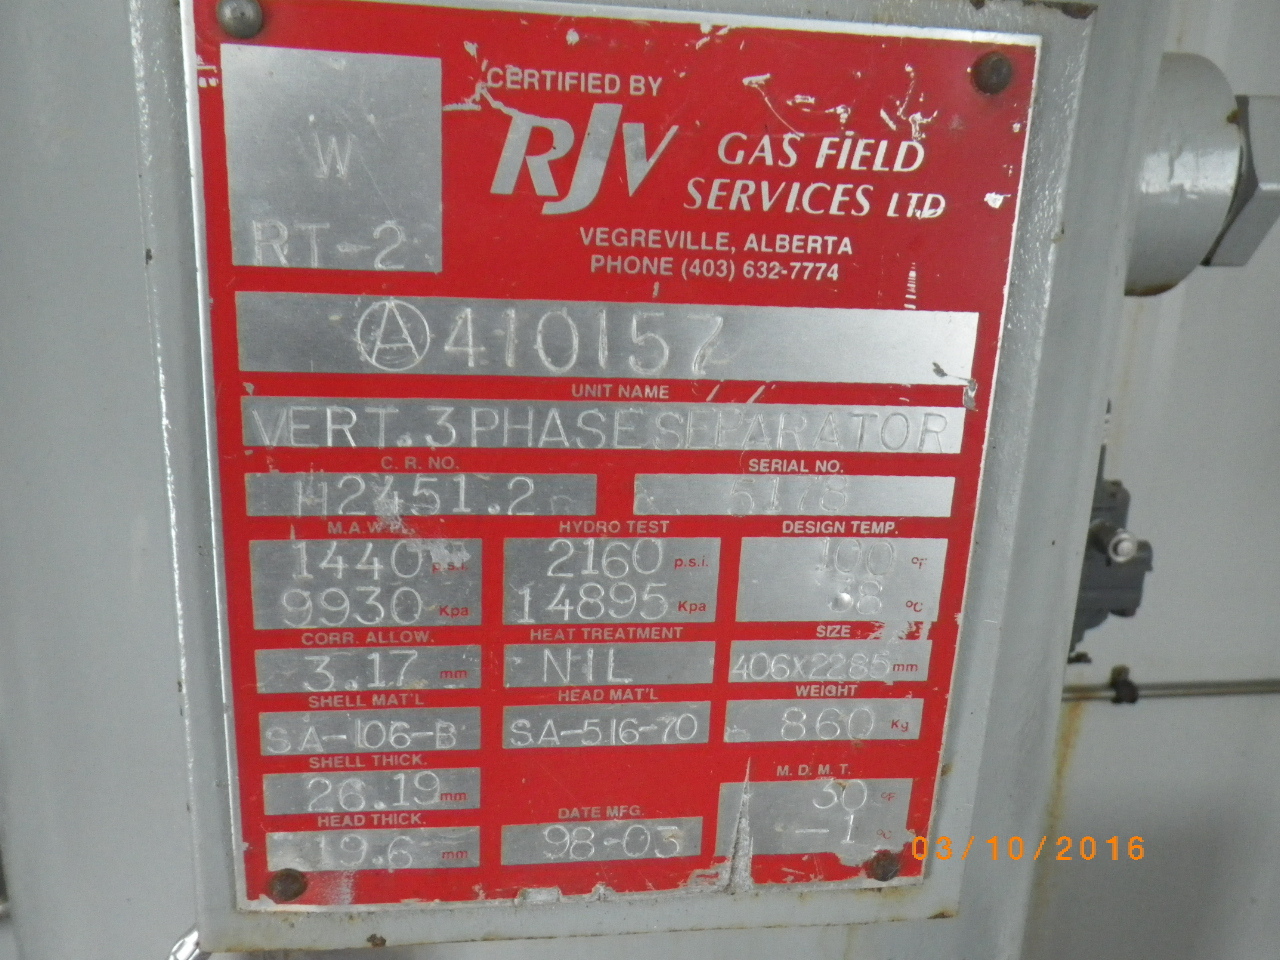 W
RT-2
CERTIFIED BY
RJV GAS FIELD SERVICES LTD
VEGREVILLE, ALBERTA
PHONE (403) 632-7774
A 410157
UNIT NAME
VERT. 3 PHASE SEPARATOR
C. R. NO. SERIAL NO.
5178
M.A.W.P. HYDRO TEST DESIGN TEMP.
1440 p.s.i. 2160 p.s.i. 100 °F
9930 Kpa 14895 Kpa 38 °C
CORR. ALLOW. HEAT TREATMENT SIZE
3.17 mm NIL 406X2285 mm
SHELL MAT'L HEAD MAT'L WEIGHT
SA-106-B SA-516-70 860 Kg
SHELL THICK. M. D. M. T.
26.19 mm 30 °F
HEAD THICK. DATE MFG. -1 °C
19.6 mm 98-03
03/10/2016